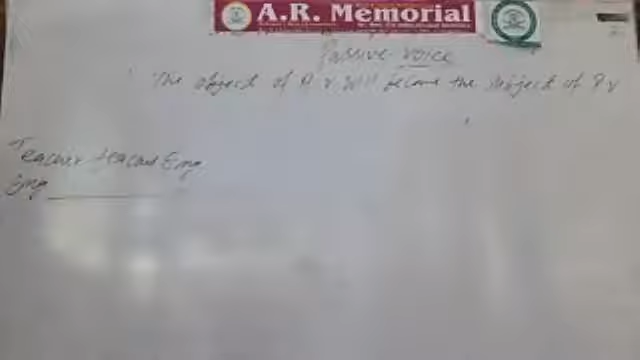 A.R. Memorial
Passive voice
The object of A v will become the subject of P v
Teacher teaches Eng
Eng